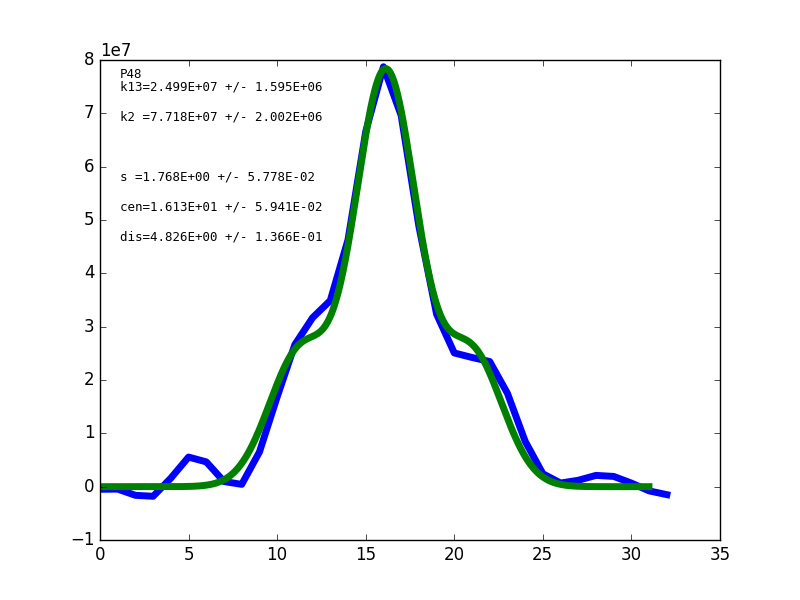 1e7
8
P48
k13=2.499E+07 +/- 1.595E+06
7
k2 =7.718E+07 +/- 2.002E+06
6
s =1.768E+00 +/- 5.778E-02
cen=1.613E+01 +/- 5.941E-02
5
dis=4.826E+00 +/- 1.366E-01
4
3
2
1
0
−1
0 5 10 15 20 25 30 35